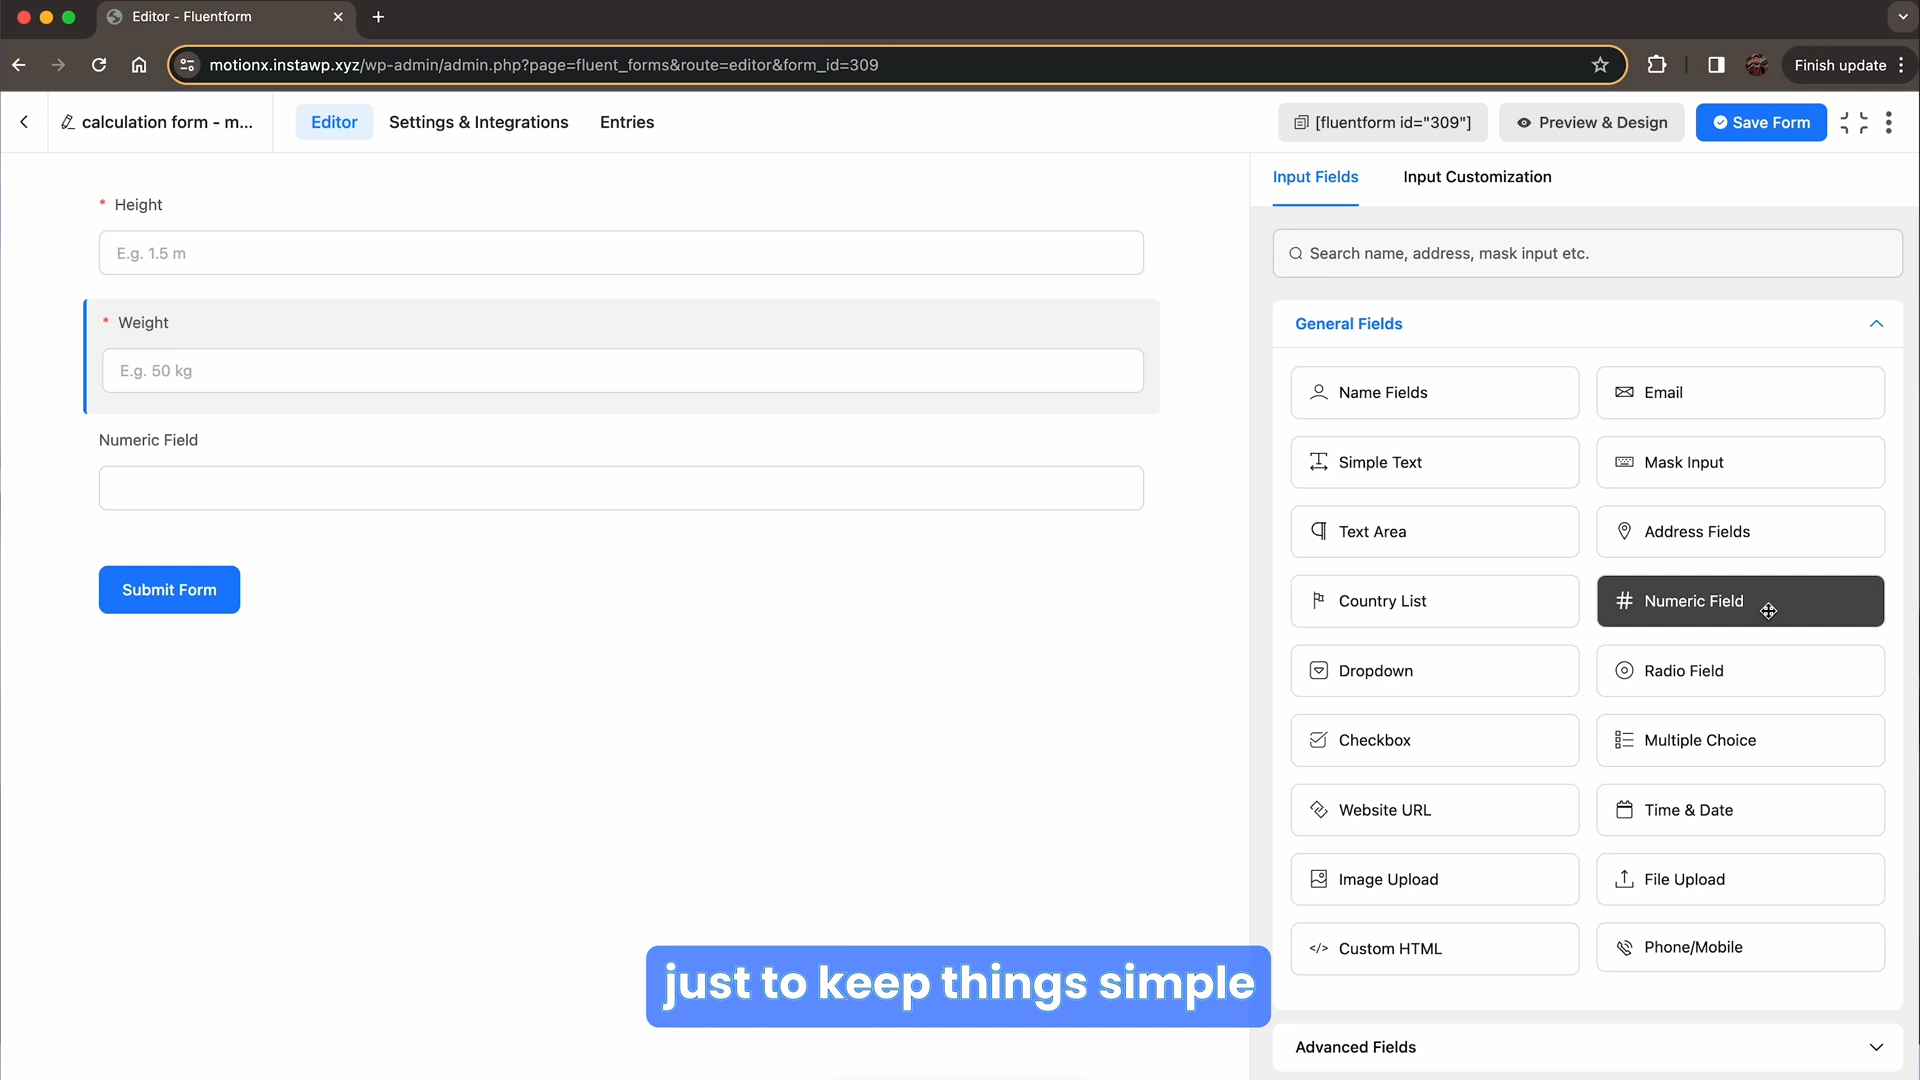 Editor - Fluentform
motionx.instawp.xyz/wp-admin/admin.php?page=fluent_forms&route=editor&form_id=309
Finish update
calculation form - m...
Editor
Settings & Integrations
Entries
[fluentform id="309"]
Preview & Design
Save Form
* Height
E.g. 1.5 m
* Weight
E.g. 50 kg
Numeric Field
Submit Form
Input Fields
Input Customization
Search name, address, mask input etc.
General Fields
Name Fields
Email
Simple Text
Mask Input
Text Area
Address Fields
Country List
Numeric Field
Dropdown
Radio Field
Checkbox
Multiple Choice
Website URL
Time & Date
Image Upload
File Upload
Custom HTML
Phone/Mobile
Advanced Fields
just to keep things simple